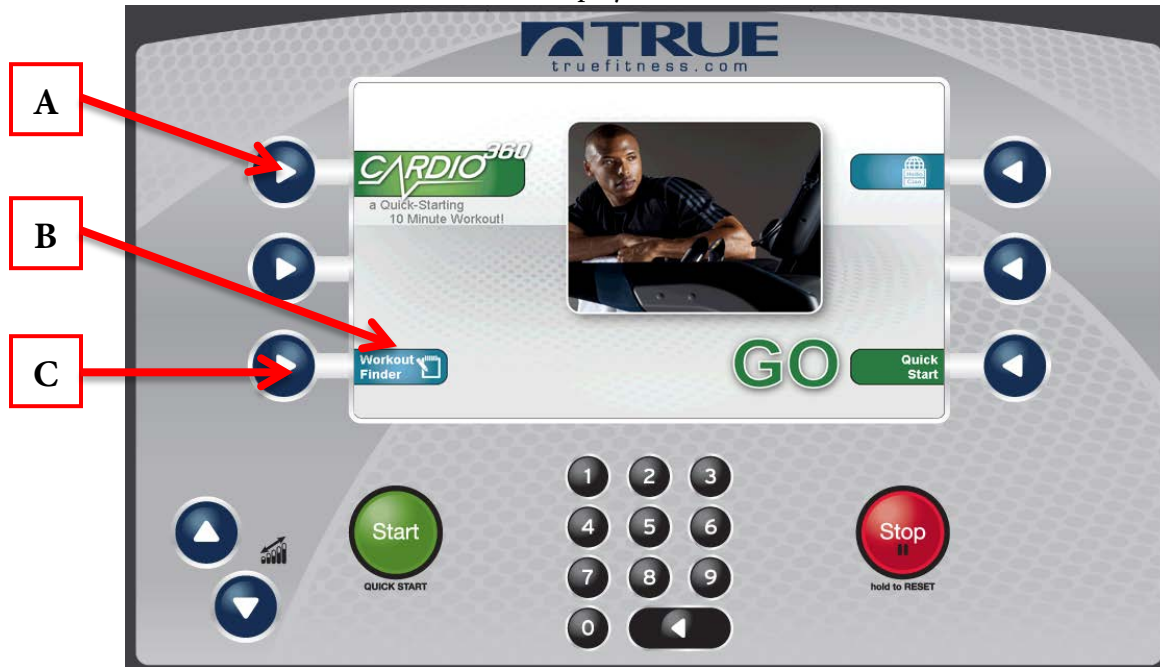 TRUE
truefitness.com
A
CARDIO 360
a Quick-Starting
10 Minute Workout!
B
C
Workout
Finder
GO
Quick
Start
1 2 3
4 5 6
7 8 9
0
Start
QUICK START
Stop
hold to RESET